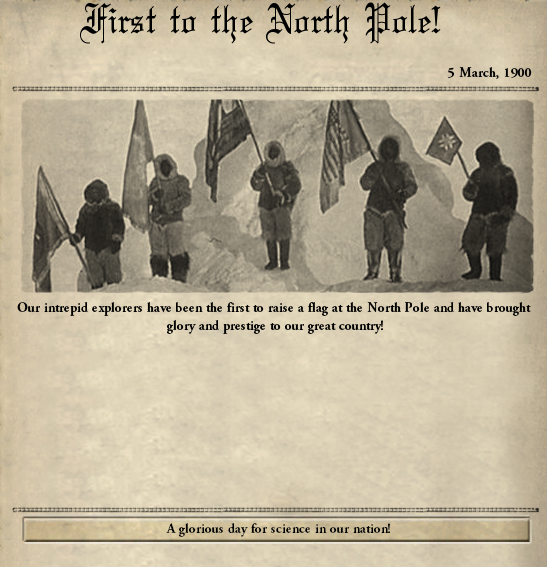 First to the North Pole!
5 March, 1900
Our intrepid explorers have been the first to raise a flag at the North Pole and have brought
glory and prestige to our great country!
A glorious day for science in our nation!